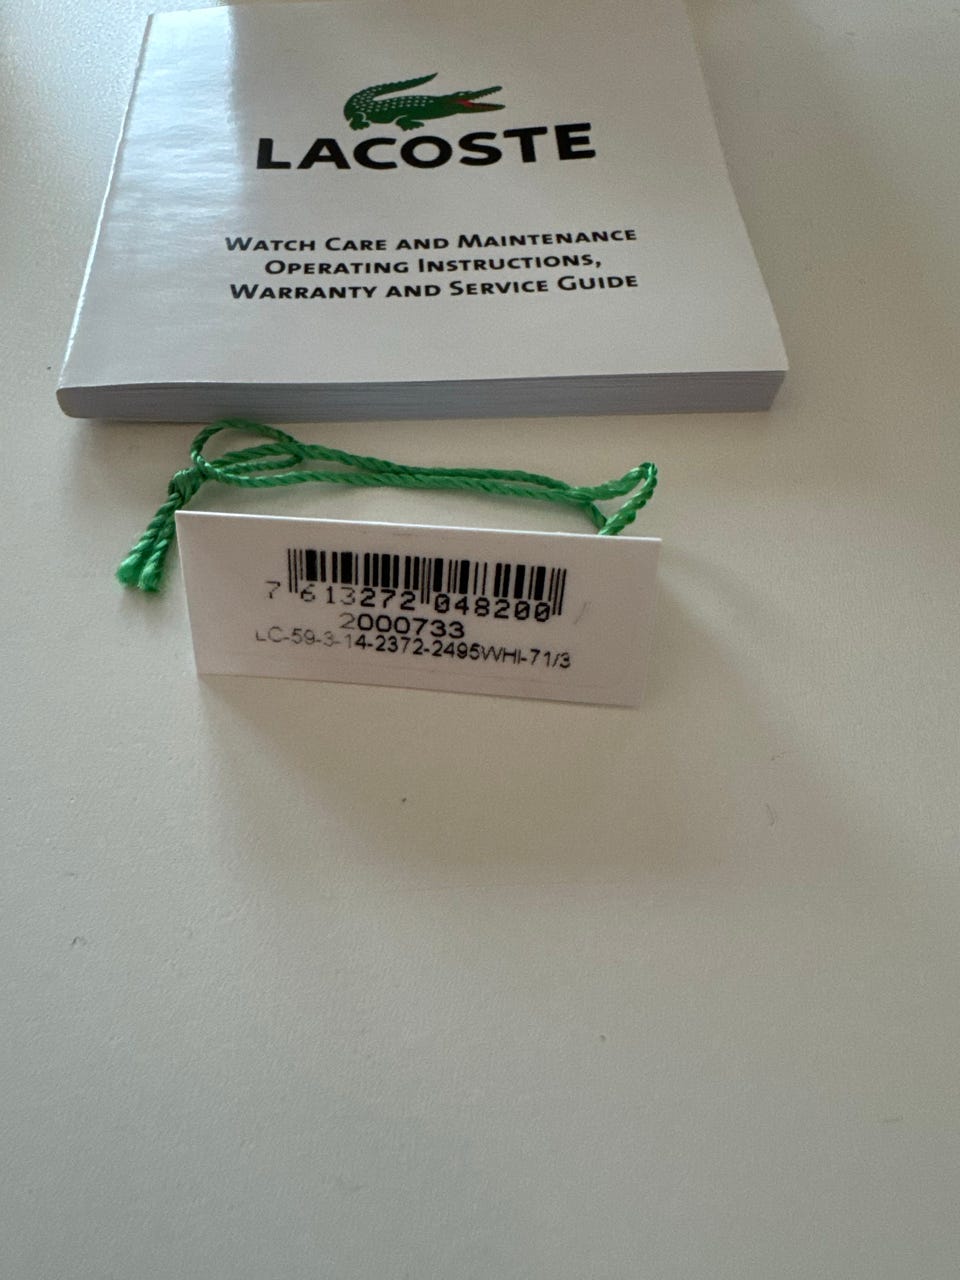 LACOSTE
WATCH CARE AND MAINTENANCE
OPERATING INSTRUCTIONS,
WARRANTY AND SERVICE GUIDE
7 613272 048200
2000733
LC-59-3-14-2372-2495WHI-71/3